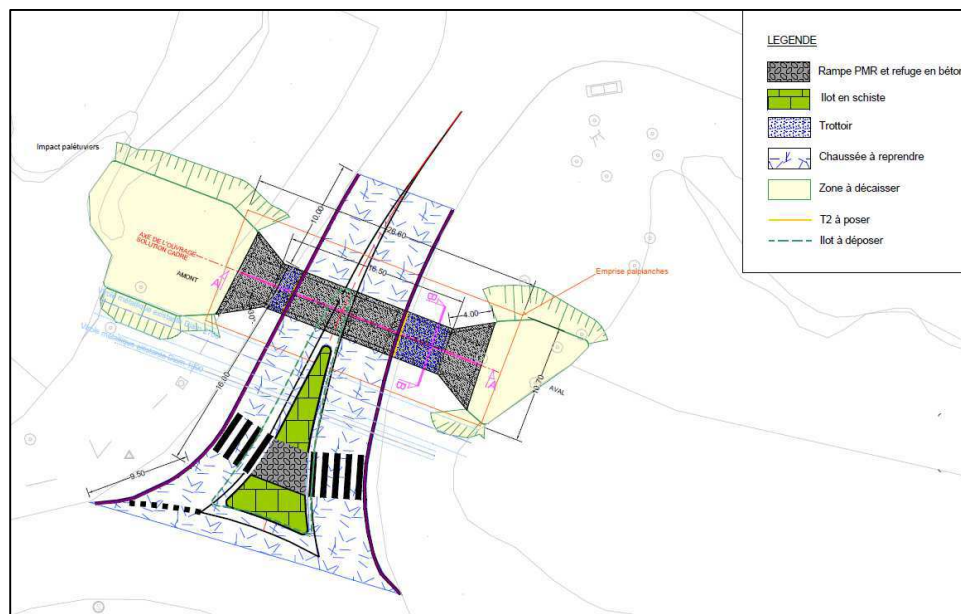 LEGENDE
Rampe PMR et refuge en béton
Ilot en schiste
Trottoir
Chaussée à reprendre
Zone à décaisser
T2 à poser
Ilot à déposer
Impact palétuviers
AXE DE L'OUVRAGE
SOLUTION CADRE
AMONT
10.00
26.60
16.50
Emprise palplanches
A
B
4.00
B
A
AVAL
10.70
16.00
9.50